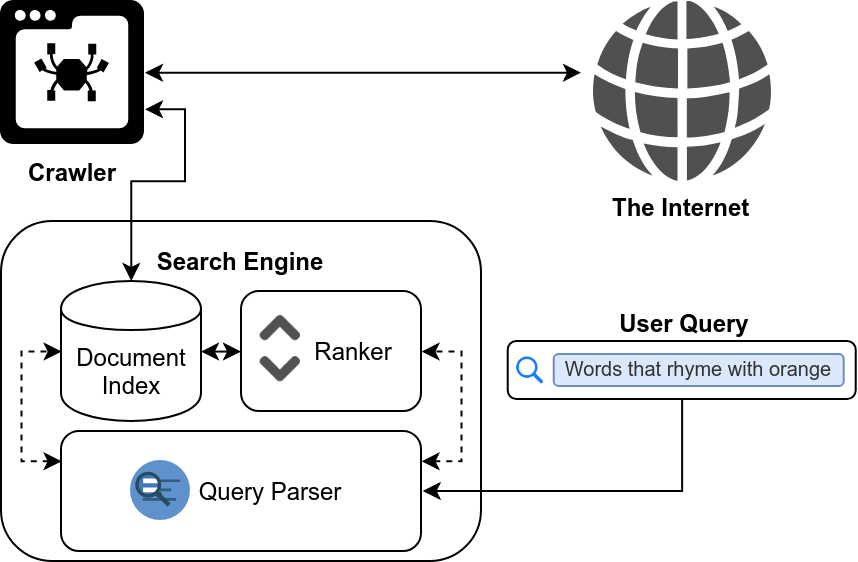 Crawler
The Internet
Search Engine
Document
Index
Ranker
User Query
Words that rhyme with orange
Query Parser